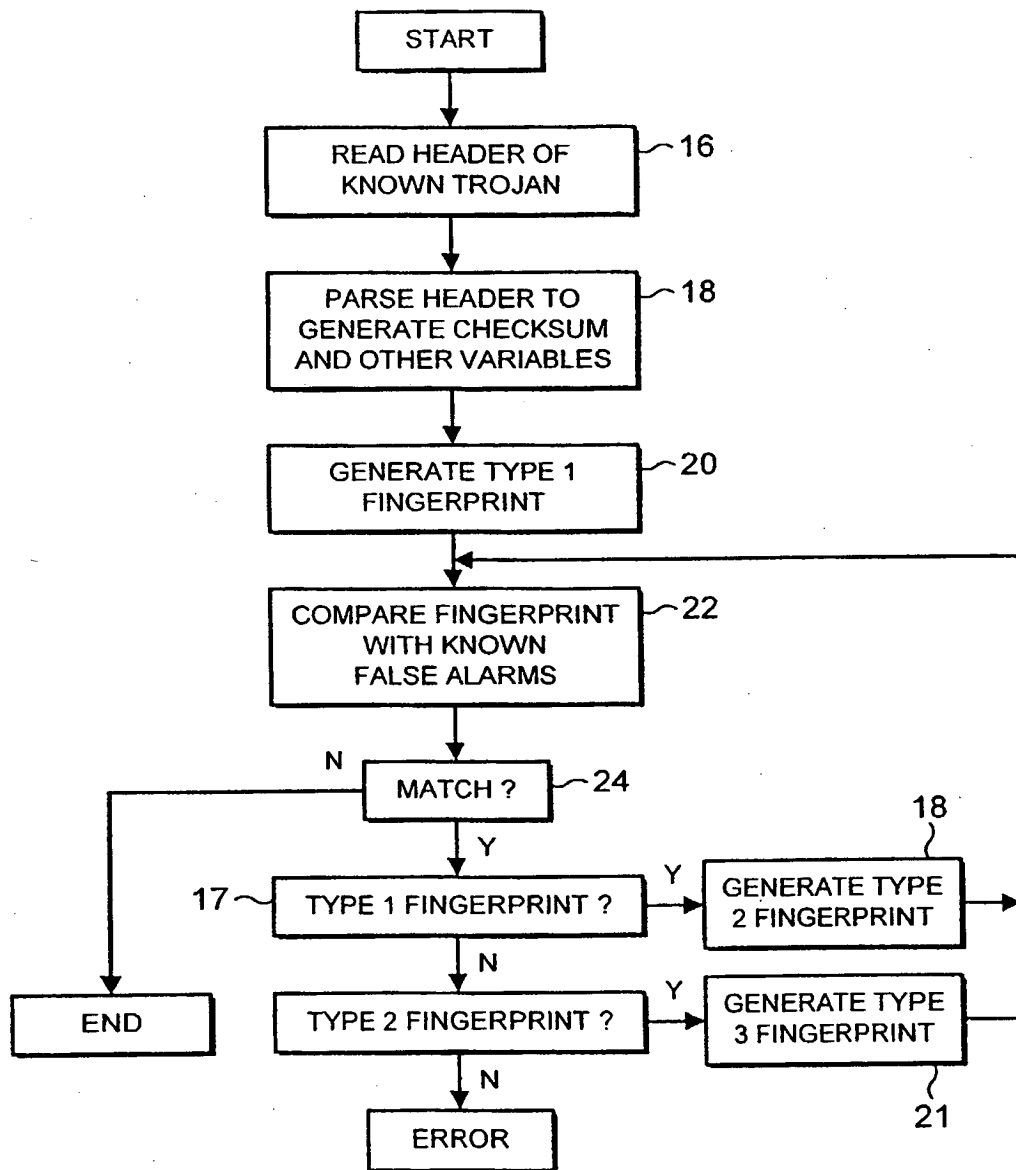 START
READ HEADER OF
KNOWN TROJAN
16
PARSE HEADER TO
GENERATE CHECKSUM
AND OTHER VARIABLES
18
GENERATE TYPE 1
FINGERPRINT
20
COMPARE FINGERPRINT
WITH KNOWN
FALSE ALARMS
22
N
MATCH ?
24
Y
17
TYPE 1 FINGERPRINT ?
Y
18
GENERATE TYPE
2 FINGERPRINT
N
END
TYPE 2 FINGERPRINT ?
Y
GENERATE TYPE
3 FINGERPRINT
21
N
ERROR